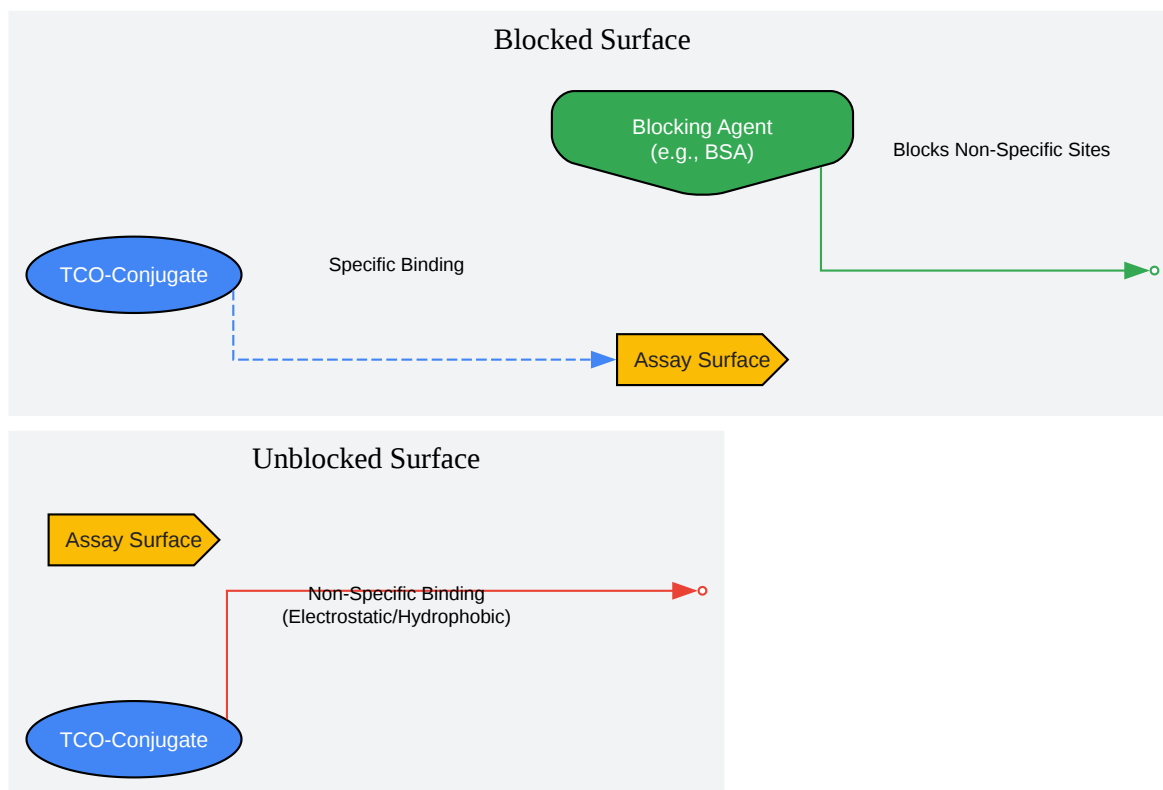 Blocked Surface
Blocking Agent
(e.g., BSA)
Blocks Non-Specific Sites
TCO-Conjugate
Specific Binding
Assay Surface
Unblocked Surface
Assay Surface
Non-Specific Binding
(Electrostatic/Hydrophobic)
TCO-Conjugate